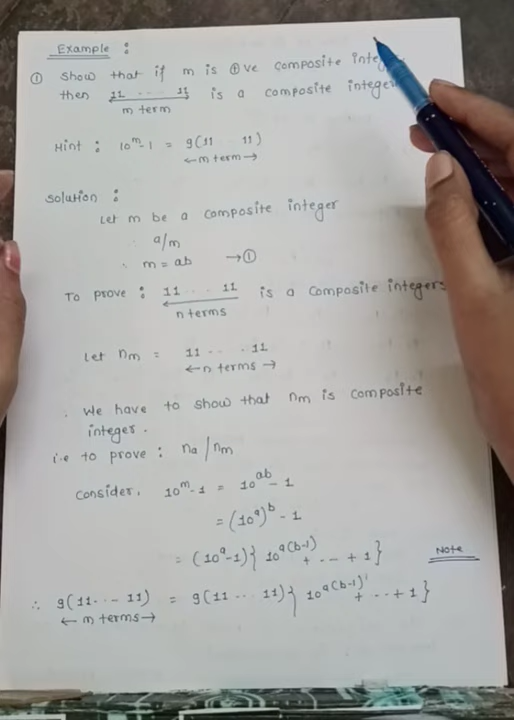 Example :
① Show that if m is ⊕ve composite
then 11 .... 11 is a composite integer
m term
Hint : 10^m-1 = 9(11 .. 11)
←m term→
Solution :
Let m be a composite integer
∴ a/m
∴ m = ab →①
To prove : 11 .... 11 is a composite integers
n terms
Let n_m = 11 ... 11
←n terms→
. We have to show that n_m is composite
integer.
i.e to prove : n_a/n_m
Consider, 10^m-1 = 10^ab - 1
= (10^a)^b - 1
= (10^a-1){ 10^a(b-1) + ... + 1}
Note
∴ 9(11... 11) = 9(11 ... 11){ 10^a(b-1) + ... + 1}
← m terms→